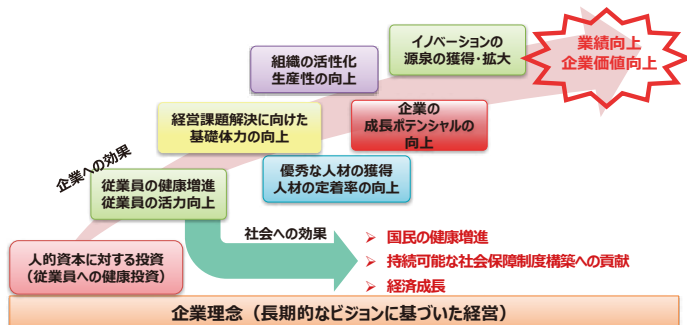 イノベーションの
源泉の獲得・拡大
業績向上
企業価値向上
組織の活性化
生産性の向上
経営課題解決に向けた
基礎体力の向上
企業の
成長ポテンシャルの
向上
企業への効果
優秀な人材の獲得
人材の定着率の向上
従業員の健康増進
従業員の活力向上
社会への効果
➢ 国民の健康増進
➢ 持続可能な社会保障制度構築への貢献
➢ 経済成長
人的資本に対する投資
（従業員への健康投資）
企業理念（長期的なビジョンに基づいた経営）